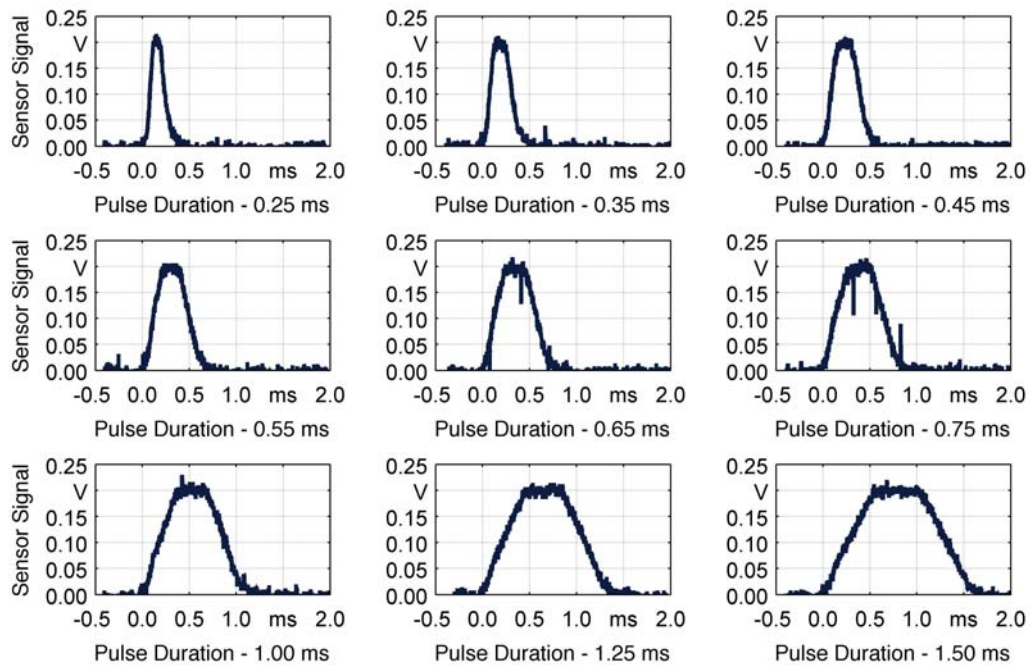 Sensor Signal
0.25 0.25 0.25
V V V
0.10 0.10 0.10
0.05 0.05 0.05
0.00 0.00 0.00
-0.5 0.0 1.0 ms 2.0 -0.5 0.0 0.5 1.0 ms 2.0 -0.5 0.0 0.5 1.0 ms 2.0
Pulse Duration - 0.25 ms Pulse Duration - 0.35 ms Pulse Duration - 0.45 ms
Sensor Signal
0.25 0.25 0.25
V V V
0.15 0.15 0.15
0.10 0.10 0.10
0.05 0.05 0.05
0.00 0.00 0.00
-0.5 0.0 1.0 ms 2.0 -0.5 0.0 0.5 1.0 ms 2.0 -0.5 0.0 0.5 1.0 ms 2.0
Pulse Duration - 0.55 ms Pulse Duration - 0.65 ms Pulse Duration - 0.75 ms
Sensor Signal
0.25 0.25 0.25
V V V
0.15 0.15 0.15
0.10 0.10 0.10
0.05 0.05 0.05
0.00 0.00 0.00
-0.5 0.0 1.0 ms 2.0 -0.5 0.0 0.5 1.0 ms 2.0 -0.5 0.0 0.5 1.0 ms 2.0
Pulse Duration - 1.00 ms Pulse Duration - 1.25 ms Pulse Duration - 1.50 ms